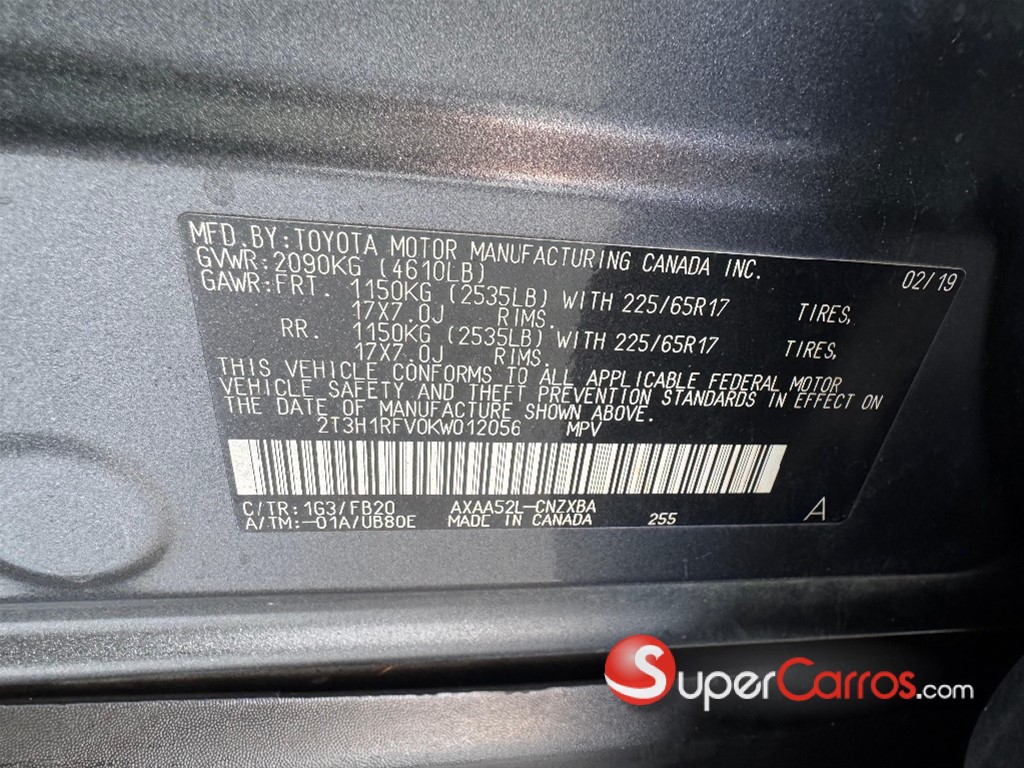 MFD. BY: TOYOTA MOTOR MANUFACTURING CANADA INC.
GVWR: 2090KG (4610LB) 02/19
GAWR: FRT. 1150KG (2535LB) WITH 225/65R17 TIRES,
17X7.0J RIMS.
RR. 1150KG (2535LB) WITH 225/65R17 TIRES,
17X7.0J RIMS.
THIS VEHICLE CONFORMS TO ALL APPLICABLE FEDERAL MOTOR
VEHICLE SAFETY AND THEFT PREVENTION STANDARDS IN EFFECT ON
THE DATE OF MANUFACTURE SHOWN ABOVE.
2T3H1RFV0KW012056 MPV
C/TR: 1G3/FB20 AXAA52L-CNZXBA A
A/TM: -01A/UB80E MADE IN CANADA 255
SuperCarros.com